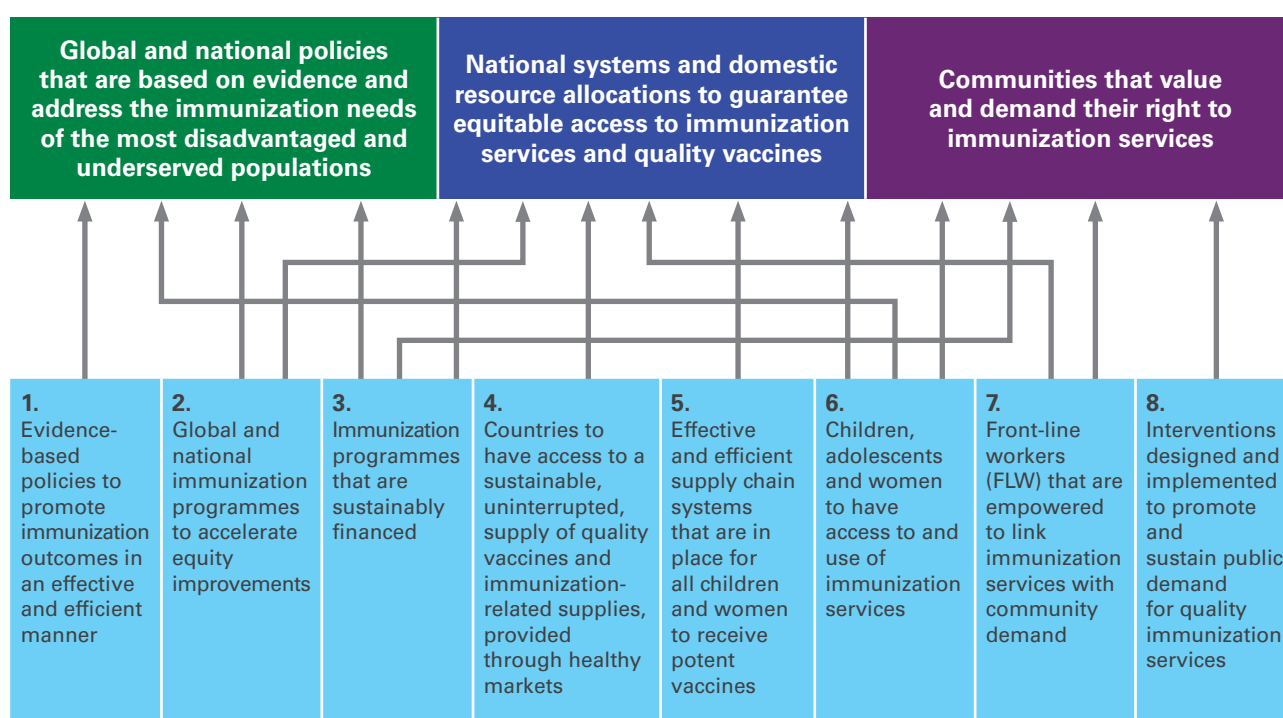 Global and national policies
that are based on evidence and
address the immunization needs
of the most disadvantaged and
underserved populations
National systems and domestic
resource allocations to guarantee
equitable access to immunization
services and quality vaccines
Communities that value
and demand their right to
immunization services
1.
Evidence-
based
policies to
promote
immunization
outcomes in
an effective
and efficient
manner
2.
Global and
national
immunization
programmes
to accelerate
equity
improvements
3.
Immunization
programmes
that are
sustainably
financed
4.
Countries to
have access to a
sustainable,
uninterrupted,
supply of quality
vaccines and
immunization-
related supplies,
provided
through healthy
markets
5.
Effective
and efficient
supply chain
systems
that are in
place for
all children
and women
to receive
potent
vaccines
6.
Children,
adolescents
and women
to have
access to and
use of
immunization
services
7.
Front-line
workers
(FLW) that are
empowered
to link
immunization
services with
community
demand
8.
Interventions
designed and
implemented
to promote
and
sustain public
demand
for quality
immunization
services